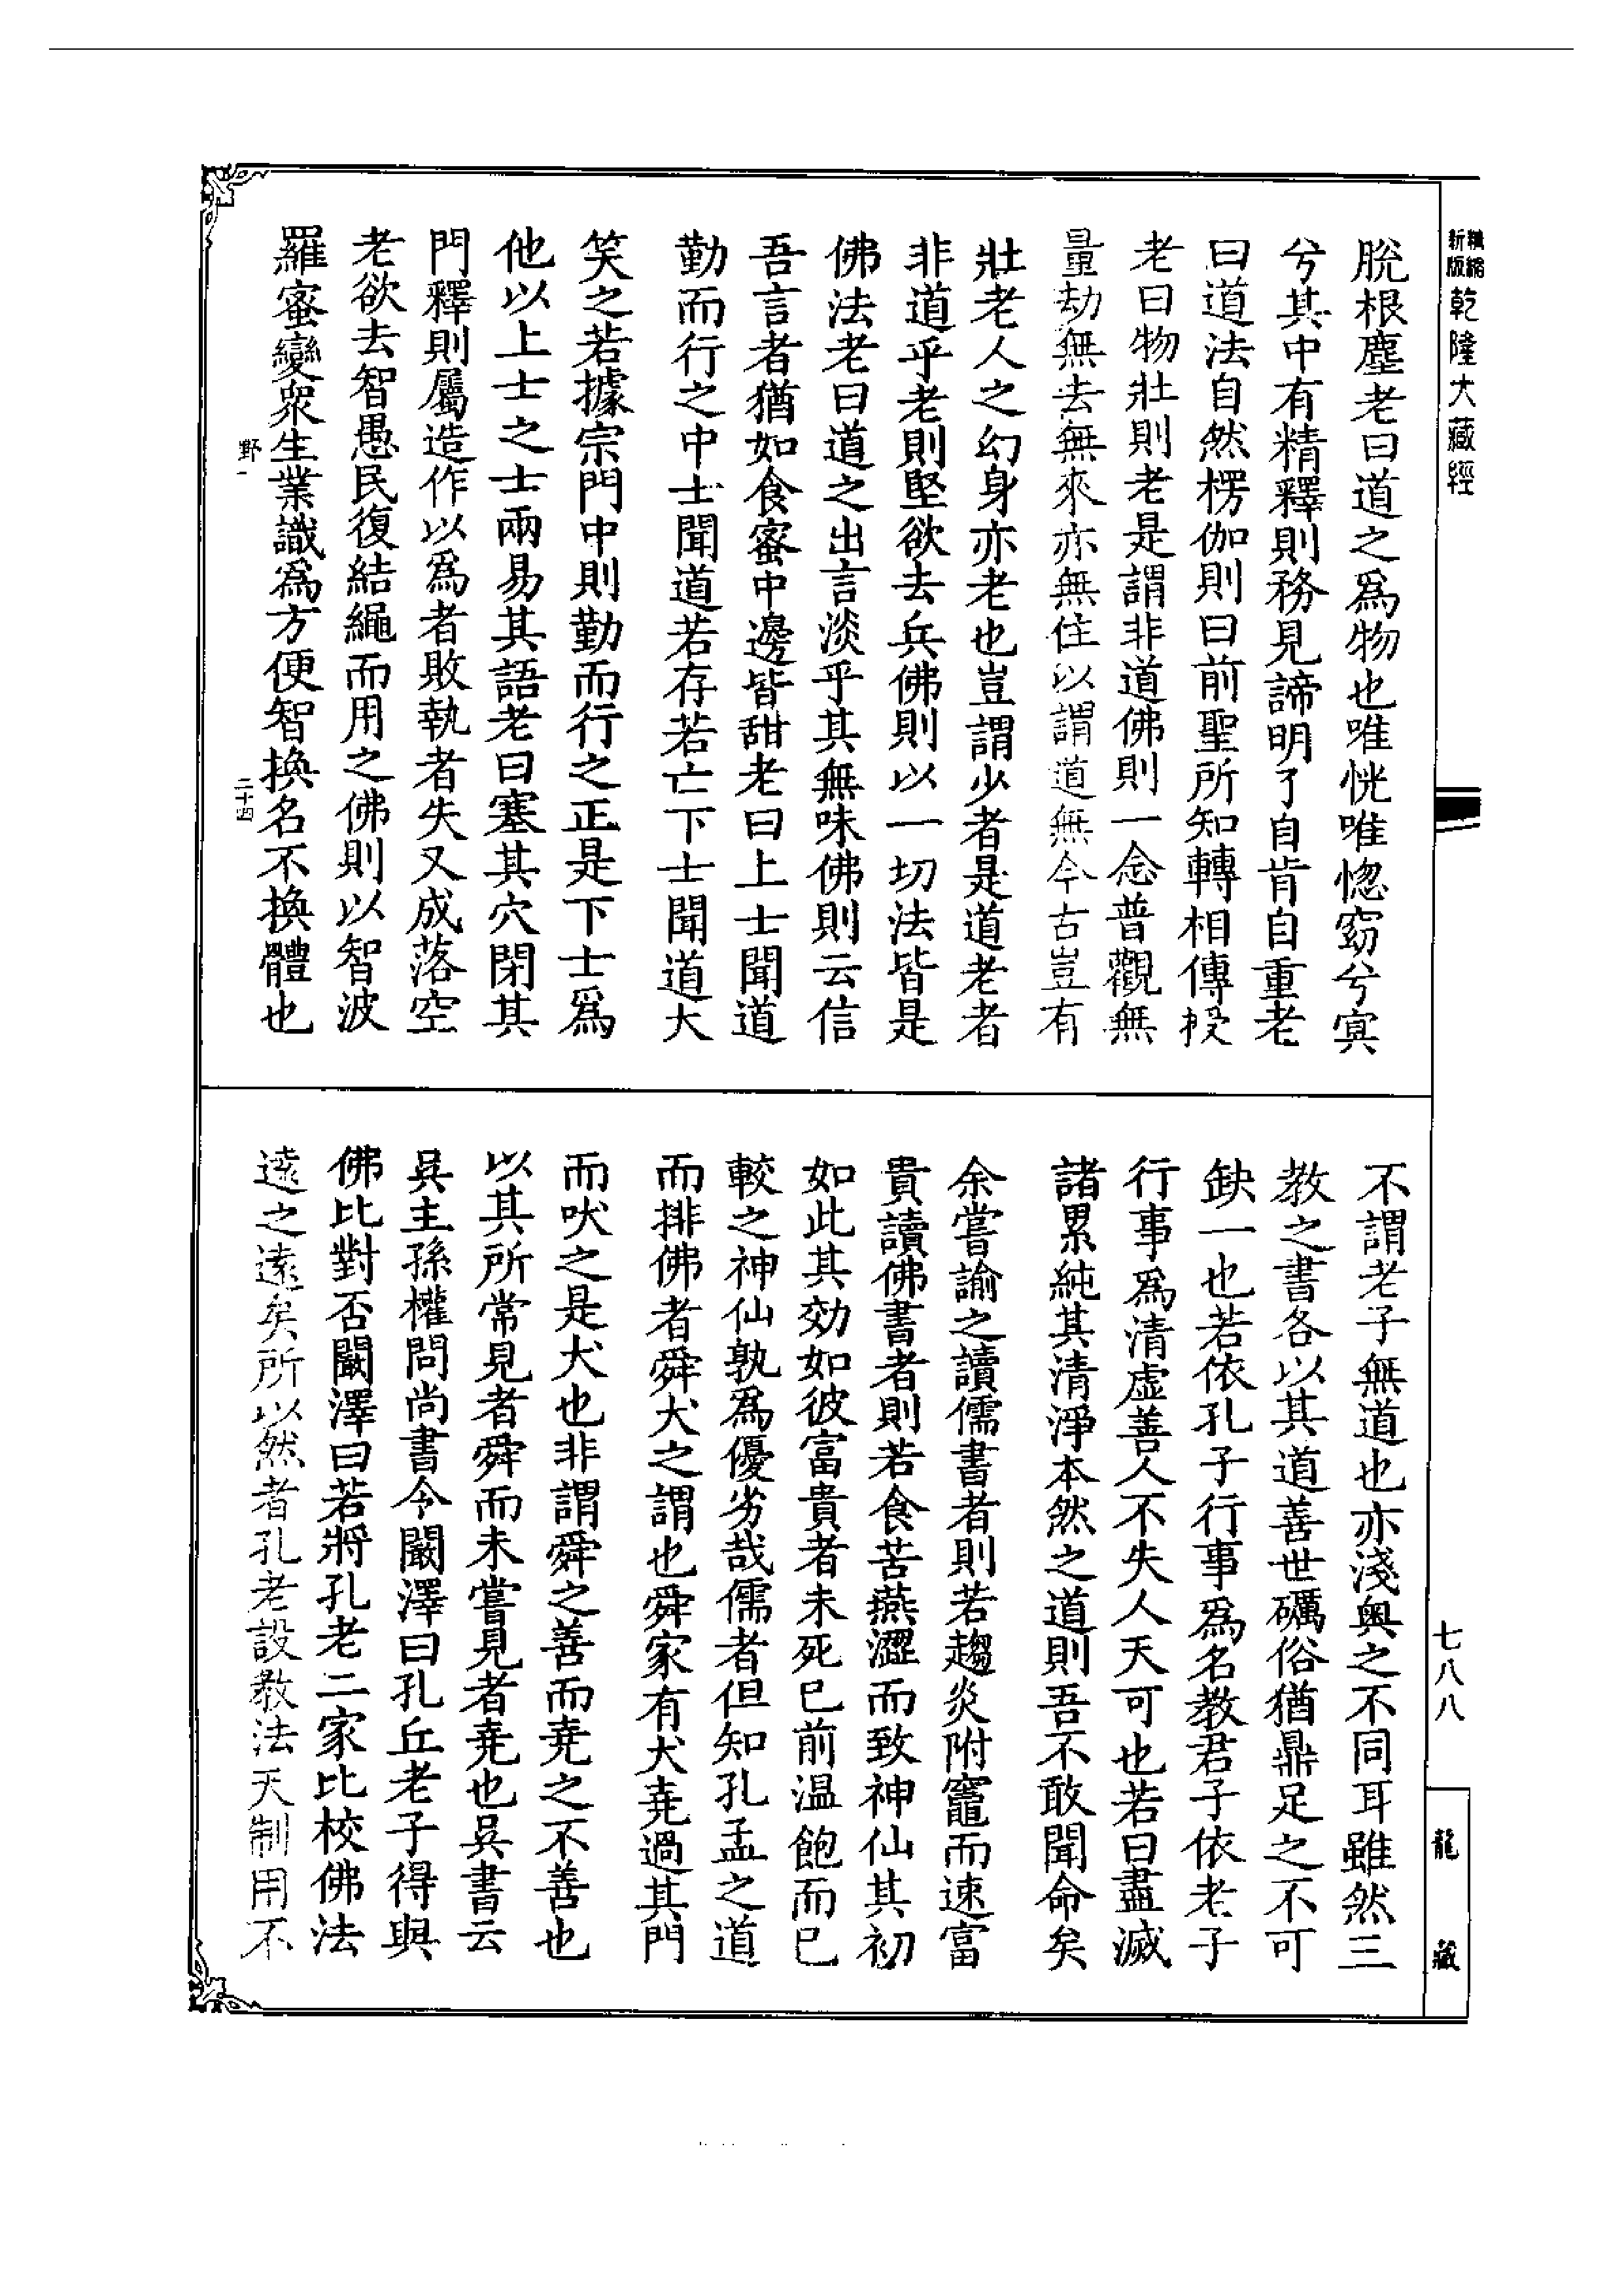 新版
精縮
乾隆大藏經
脫根塵老曰道之爲物也唯恍唯惚窈兮冥
兮其中有精釋則務見諦明了自肯自重老
曰道法自然楞伽則曰前聖所知轉相傳授
老曰物壯則老是謂非道佛則一念普觀無
量劫無去無來亦無住以謂道無今古豈有
壯老人之幻身亦老也豈謂少者是道老者
非道乎老則堅欲去兵佛則以一切法皆是
佛法老曰道之出言淡乎其無味佛則云信
吾言者猶如食蜜中邊皆甜老曰上士聞道
勤而行之中士聞道若存若亡下士聞道大
笑之若據宗門中則勤而行之正是下士爲
他以上士之士兩易其語老曰塞其穴閉其
門釋則屬造作以爲者敗執者失又成落空
老欲去智愚民復結繩而用之佛則以智波
羅蜜變眾生業識爲方便智換名不換體也
野一
二十四
不謂老子無道也亦淺奧之不同耳雖然三
教之書各以其道善世礪俗猶鼎足之不可
缺一也若依孔子行事爲名教君子依老子
行事爲清虛善人不失人天可也若曰盡滅
諸累純其清淨本然之道則吾不敢聞命矣
余嘗諭之讀儒書者則若趨炎附竈而速富
貴讀佛書者則若食苦嚥澀而致神仙其初
如此其効如彼富貴者未死已前溫飽而已
較之神仙孰爲優劣哉儒者但知孔孟之道
而排佛者舜犬之謂也舜家有犬堯過其門
而吠之是犬也非謂舜之善而堯之不善也
以其所常見者舜而未嘗見者堯也吳書云
吳主孫權問尚書令闞澤曰孔丘老子得與
佛比對否闞澤曰若將孔老二家比校佛法
遠之遠矣所以然者孔老設教法天制用不
七八八
龍藏